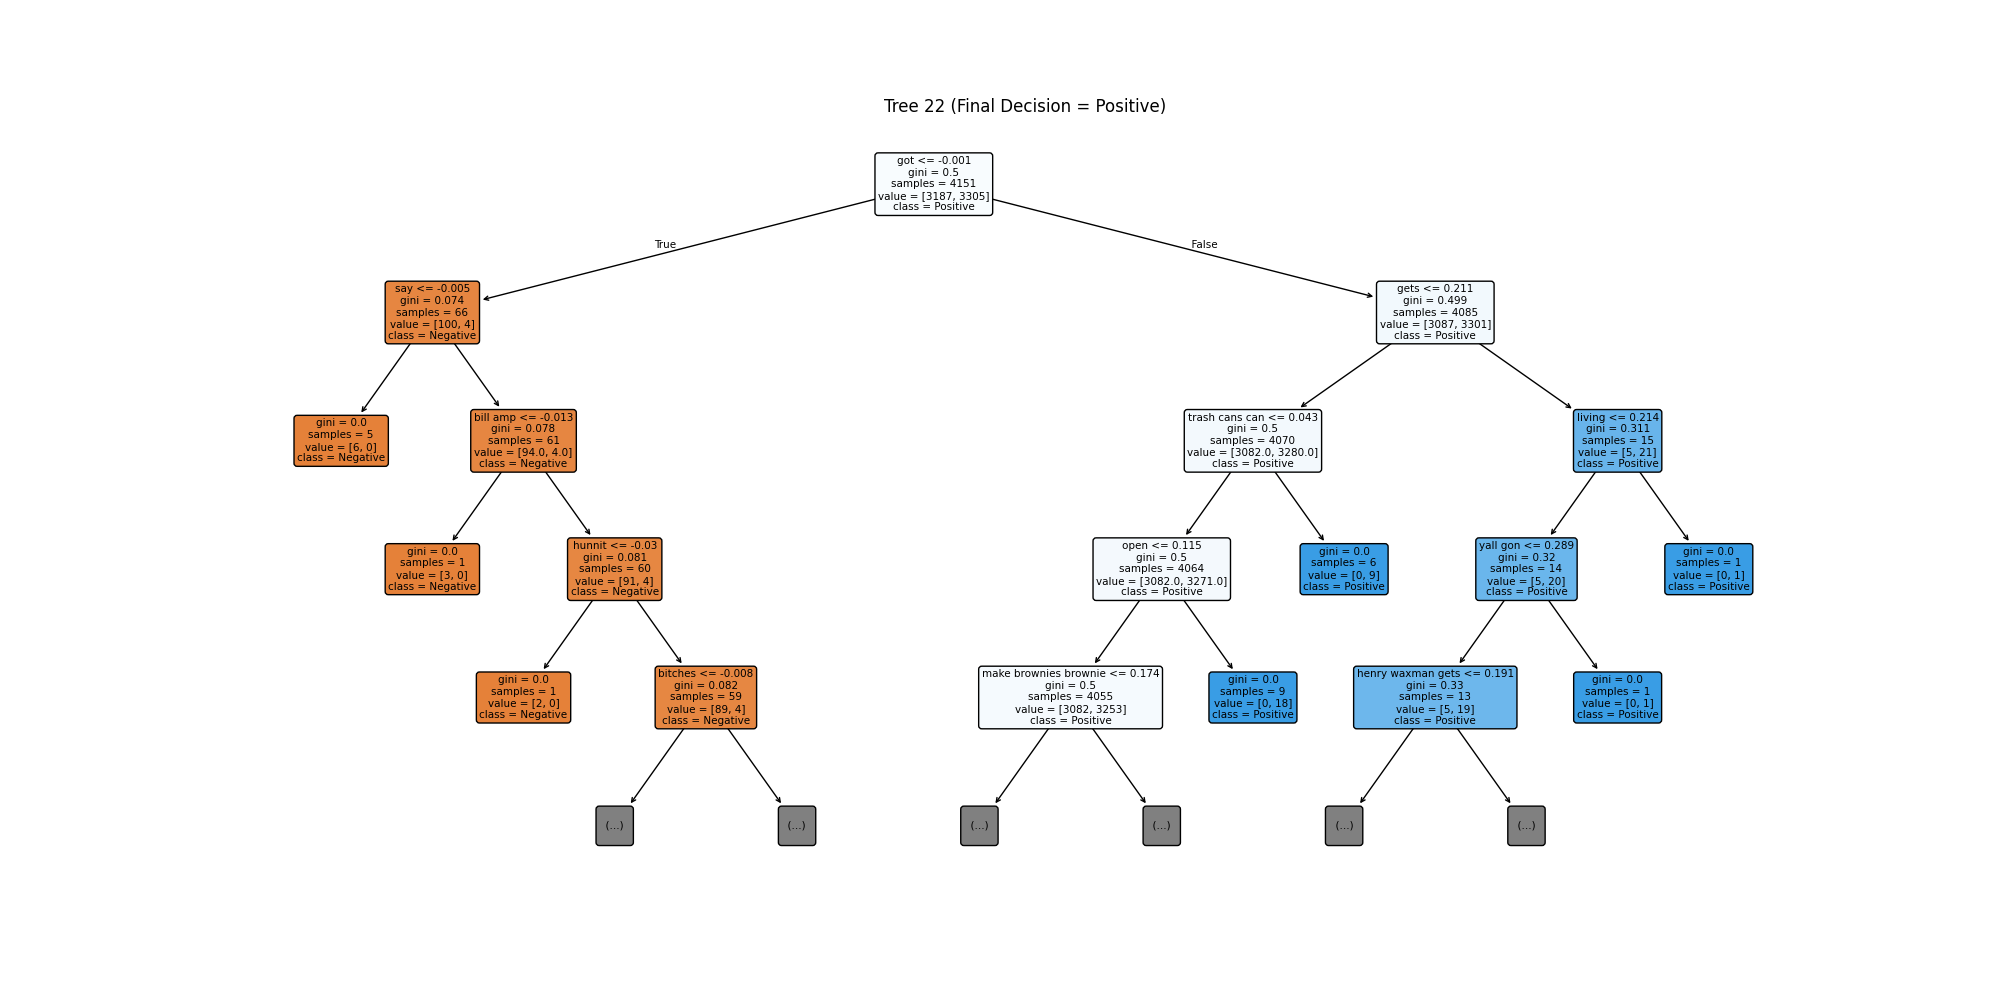 Tree 22 (Final Decision = Positive)
got <= -0.001
gini = 0.5
samples = 4151
value = [3187, 3305]
class = Positive
True
False
say <= -0.005
gini = 0.074
samples = 66
value = [100, 4]
class = Negative
gets <= 0.211
gini = 0.499
samples = 4085
value = [3087, 3301]
class = Positive
gini = 0.0
samples = 5
value = [6, 0]
class = Negative
bill amp <= -0.013
gini = 0.078
samples = 61
value = [94.0, 4.0]
class = Negative
trash cans can <= 0.043
gini = 0.5
samples = 4070
value = [3082.0, 3280.0]
class = Positive
living <= 0.214
gini = 0.311
samples = 15
value = [5, 21]
class = Positive
gini = 0.0
samples = 1
value = [3, 0]
class = Negative
hunnit <= -0.03
gini = 0.081
samples = 60
value = [91, 4]
class = Negative
open <= 0.115
gini = 0.5
samples = 4064
value = [3082.0, 3271.0]
class = Positive
gini = 0.0
samples = 6
value = [0, 9]
class = Positive
yall gon <= 0.289
gini = 0.32
samples = 14
value = [5, 20]
class = Positive
gini = 0.0
samples = 1
value = [0, 1]
class = Positive
gini = 0.0
samples = 1
value = [2, 0]
class = Negative
bitches <= -0.008
gini = 0.082
samples = 59
value = [89, 4]
class = Negative
make brownies brownie <= 0.174
gini = 0.5
samples = 4055
value = [3082, 3253]
class = Positive
gini = 0.0
samples = 9
value = [0, 18]
class = Positive
henry waxman gets <= 0.191
gini = 0.33
samples = 13
value = [5, 19]
class = Positive
gini = 0.0
samples = 1
value = [0, 1]
class = Positive
(...)
(...)
(...)
(...)
(...)
(...)